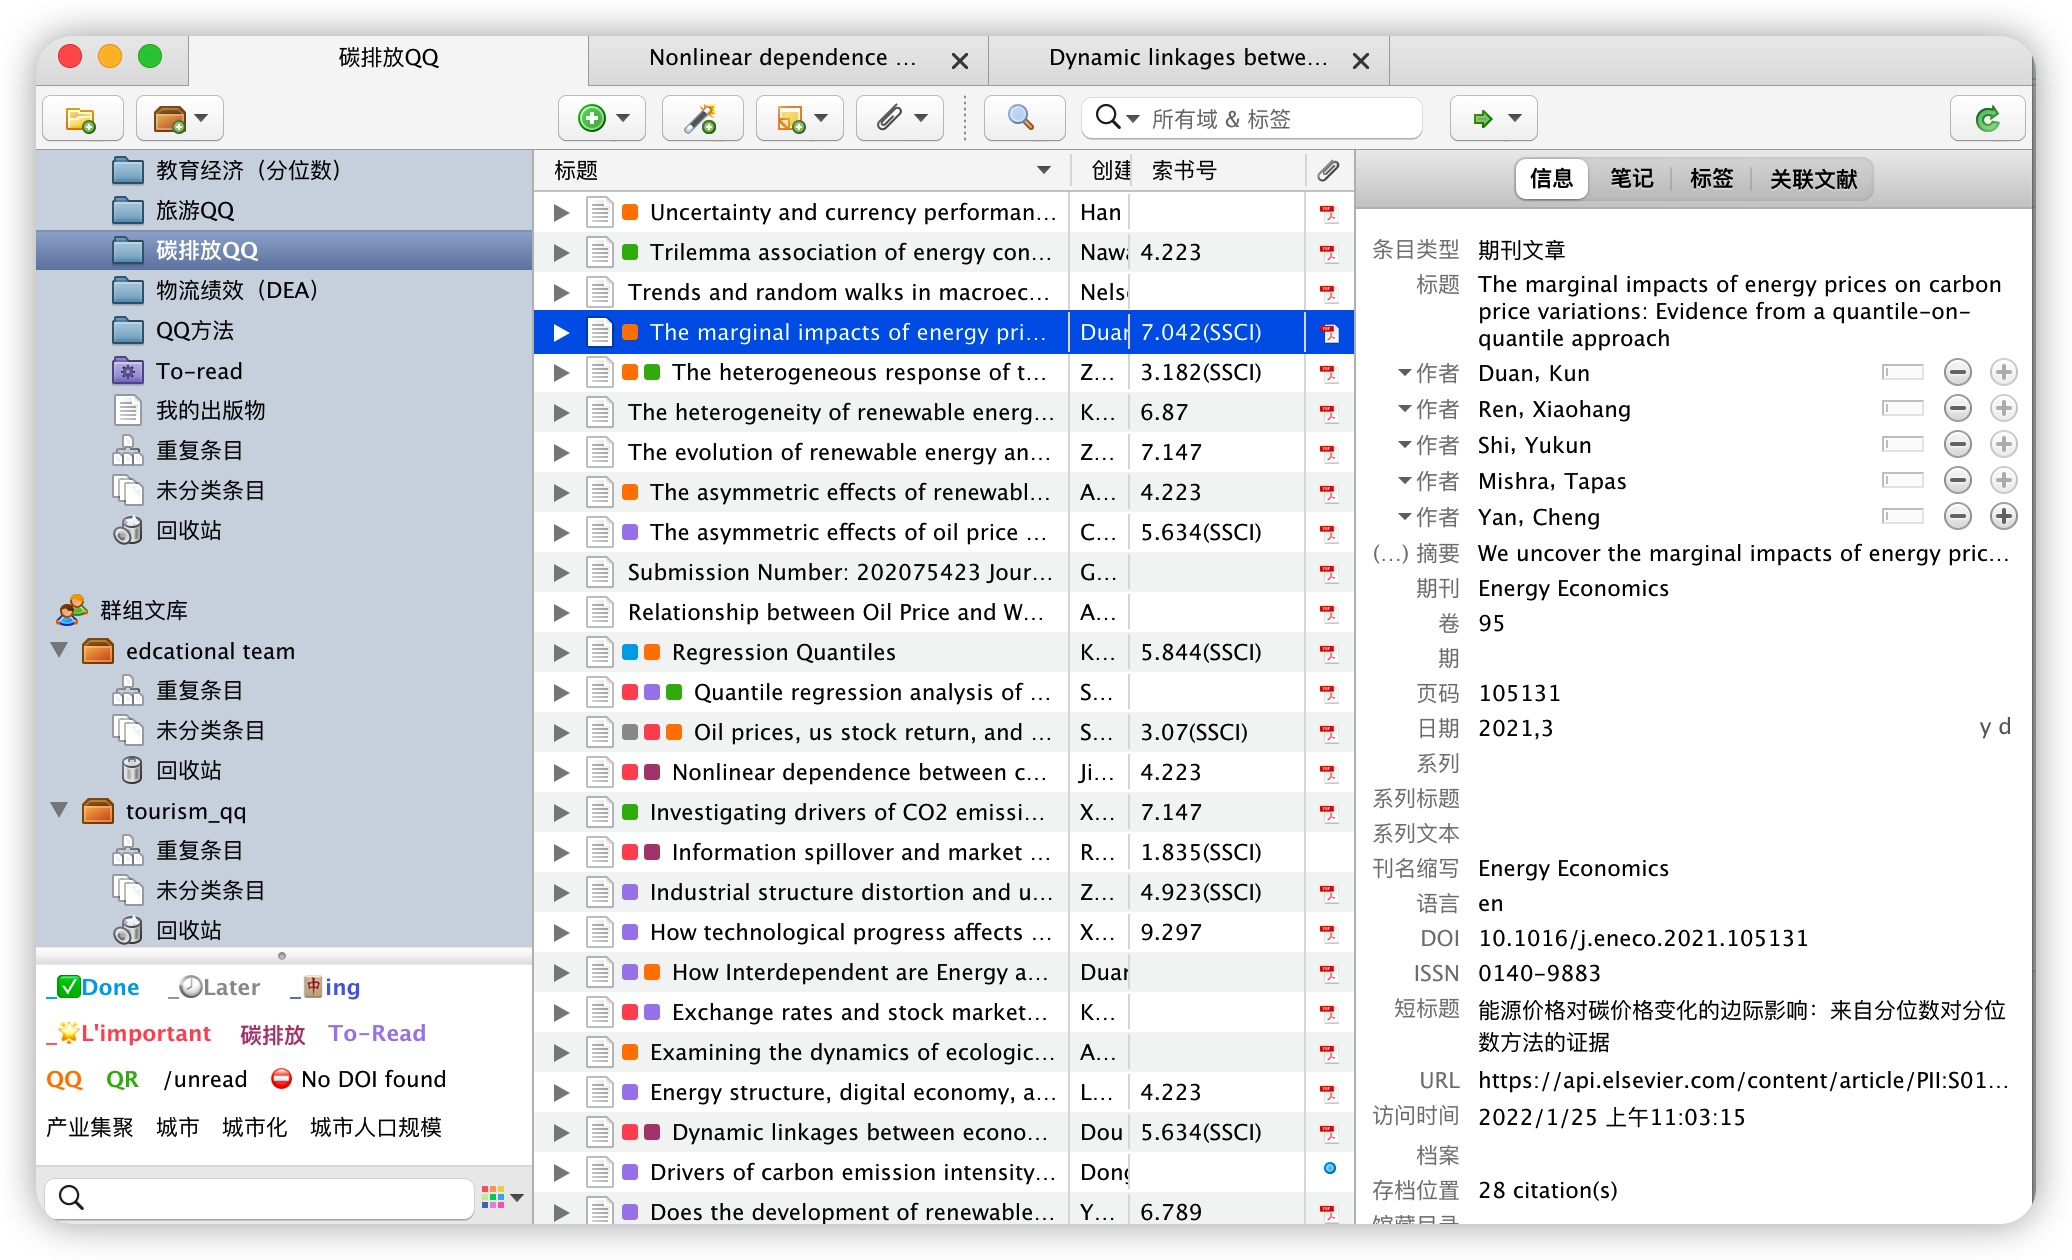 碳排放QQ
Nonlinear dependence ...
Dynamic linkages betwe...
所有域 & 标签
教育经济（分位数）
旅游QQ
碳排放QQ
物流绩效（DEA）
QQ方法
To-read
我的出版物
重复条目
未分类条目
回收站
群组文库
edcational team
重复条目
未分类条目
回收站
tourism_qq
重复条目
未分类条目
回收站
_✅Done _🕗Later _🀄ing
_🌟L'important 碳排放 To-Read
QQ QR /unread ⛔ No DOI found
产业集聚 城市 城市化 城市人口规模
标题 创建 索书号
Uncertainty and currency performan... Han
Trilemma association of energy con... Nawa 4.223
Trends and random walks in macroec... Nels
The marginal impacts of energy pri... Duan 7.042(SSCI)
The heterogeneous response of t... Z... 3.182(SSCI)
The heterogeneity of renewable energ... K... 6.87
The evolution of renewable energy an... Z... 7.147
The asymmetric effects of renewabl... A... 4.223
The asymmetric effects of oil price ... C... 5.634(SSCI)
Submission Number: 202075423 Jour... G...
Relationship between Oil Price and W... A...
Regression Quantiles K... 5.844(SSCI)
Quantile regression analysis of ... S...
Oil prices, us stock return, and ... S... 3.07(SSCI)
Nonlinear dependence between c... Ji... 4.223
Investigating drivers of CO2 emissi... X... 7.147
Information spillover and market ... R... 1.835(SSCI)
Industrial structure distortion and u... Z... 4.923(SSCI)
How technological progress affects ... X... 9.297
How Interdependent are Energy a... Duan
Exchange rates and stock market... K...
Examining the dynamics of ecologic... A...
Energy structure, digital economy, a... L... 4.223
Dynamic linkages between econo... Dou 5.634(SSCI)
Drivers of carbon emission intensity... Dong
Does the development of renewable... Y... 6.789
信息 笔记 标签 关联文献
条目类型 期刊文章
标题 The marginal impacts of energy prices on carbon
price variations: Evidence from a quantile-on-
quantile approach
作者 Duan, Kun
作者 Ren, Xiaohang
作者 Shi, Yukun
作者 Mishra, Tapas
作者 Yan, Cheng
(...) 摘要 We uncover the marginal impacts of energy pric...
期刊 Energy Economics
卷 95
期
页码 105131
日期 2021,3 y d
系列
系列标题
系列文本
刊名缩写 Energy Economics
语言 en
DOI 10.1016/j.eneco.2021.105131
ISSN 0140-9883
短标题 能源价格对碳价格变化的边际影响：来自分位数对分位
数方法的证据
URL https://api.elsevier.com/content/article/PII:S01...
访问时间 2022/1/25 上午11:03:15
档案
存档位置 28 citation(s)
馆藏目录